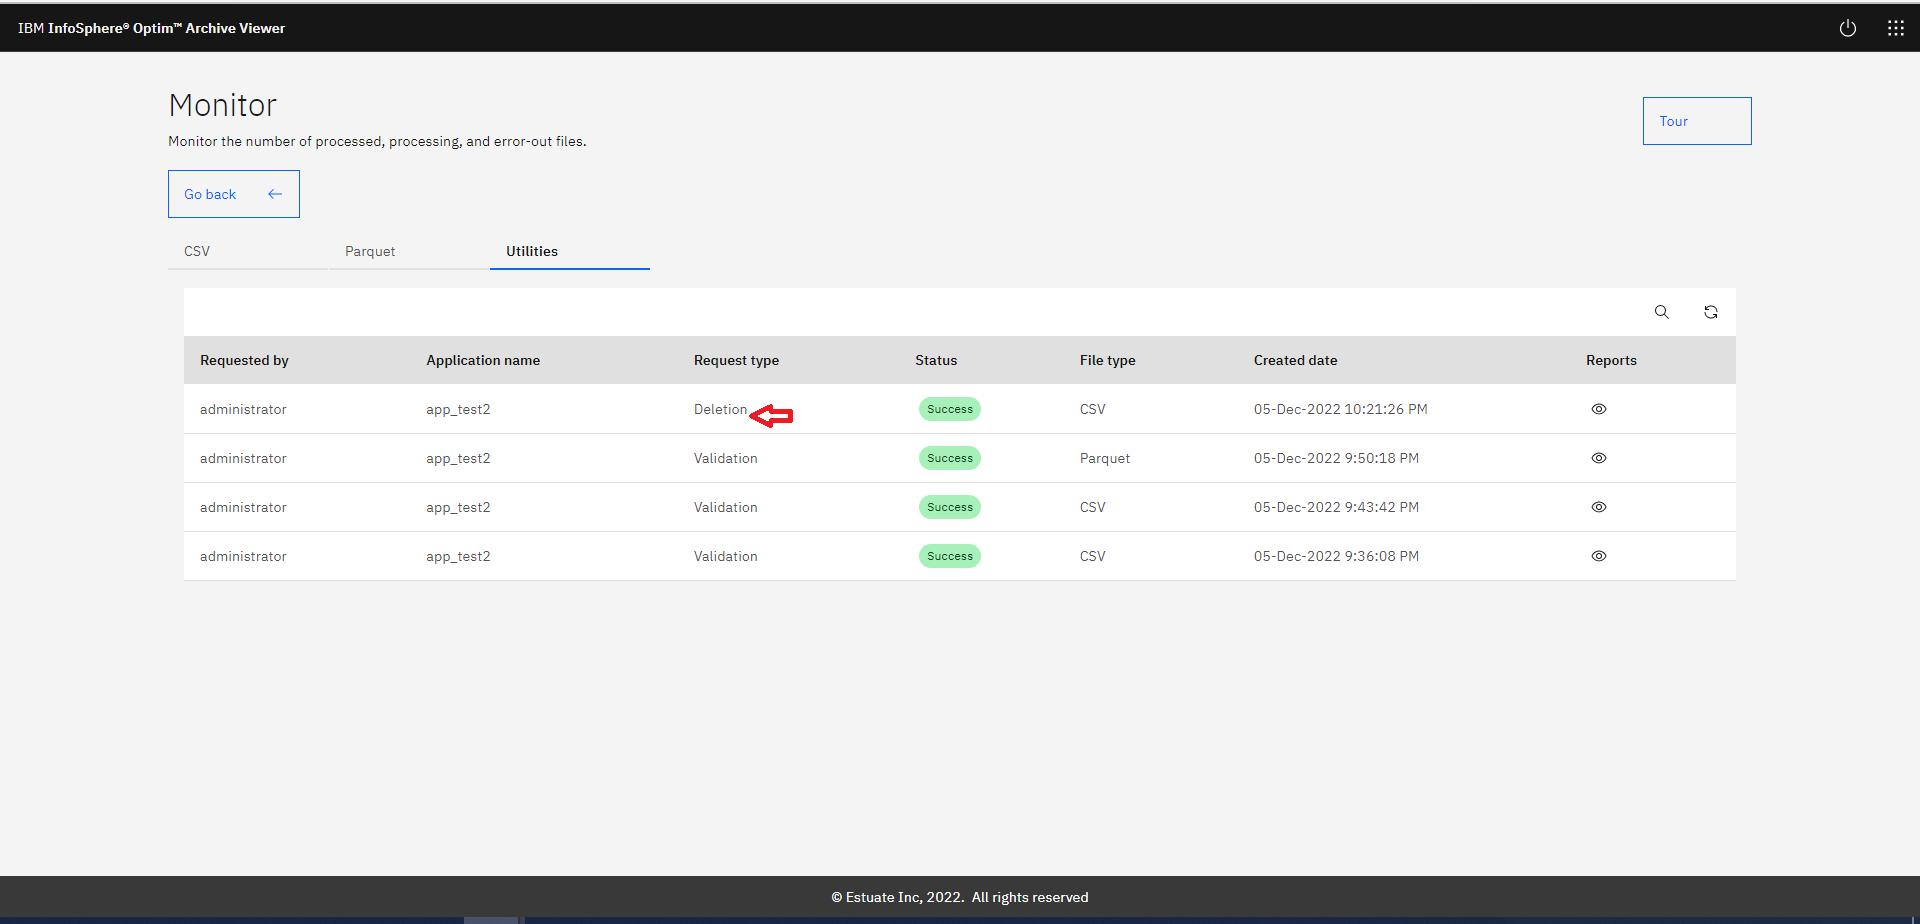 IBM InfoSphere® Optim™ Archive Viewer
Monitor
Monitor the number of processed, processing, and error-out files.
Tour
Go back
CSV Parquet Utilities
Requested by Application name Request type Status File type Created date Reports
administrator app_test2 Deletion Success CSV 05-Dec-2022 10:21:26 PM
administrator app_test2 Validation Success Parquet 05-Dec-2022 9:50:18 PM
administrator app_test2 Validation Success CSV 05-Dec-2022 9:43:42 PM
administrator app_test2 Validation Success CSV 05-Dec-2022 9:36:08 PM
© Estuate Inc, 2022. All rights reserved